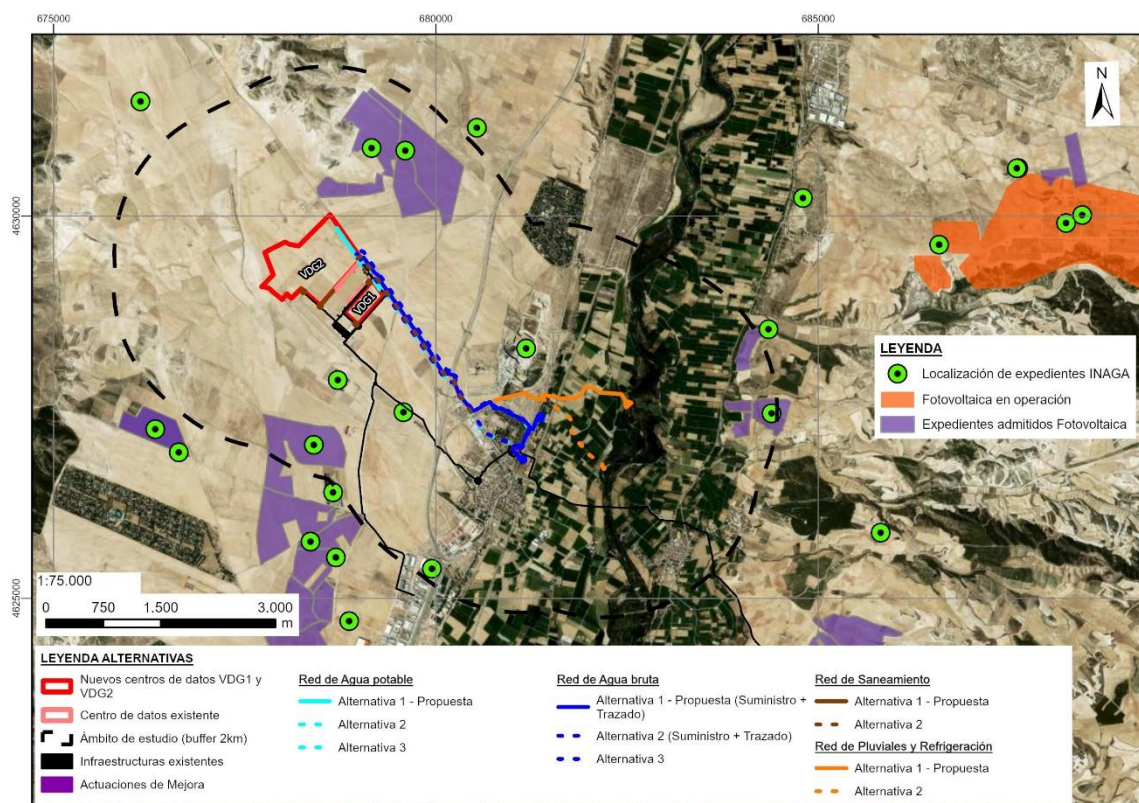 675000
680000
685000
N
4630000
VDG2
VDG1
LEYENDA
Localización de expedientes INAGA
Fotovoltaica en operación
Expedientes admitidos Fotovoltaica
4625000
1:75.000
0 750 1.500 3.000
m
LEYENDA ALTERNATIVAS
Nuevos centros de datos VDG1 y
VDG2
Centro de datos existente
Ámbito de estudio (buffer 2km)
Infraestructuras existentes
Actuaciones de Mejora
Red de Agua potable
Alternativa 1 - Propuesta
Alternativa 2
Alternativa 3
Red de Agua bruta
Alternativa 1 - Propuesta (Suministro +
Trazado)
Alternativa 2 (Suministro + Trazado)
Alternativa 3
Red de Saneamiento
Alternativa 1 - Propuesta
Alternativa 2
Red de Pluviales y Refrigeración
Alternativa 1 - Propuesta
Alternativa 2